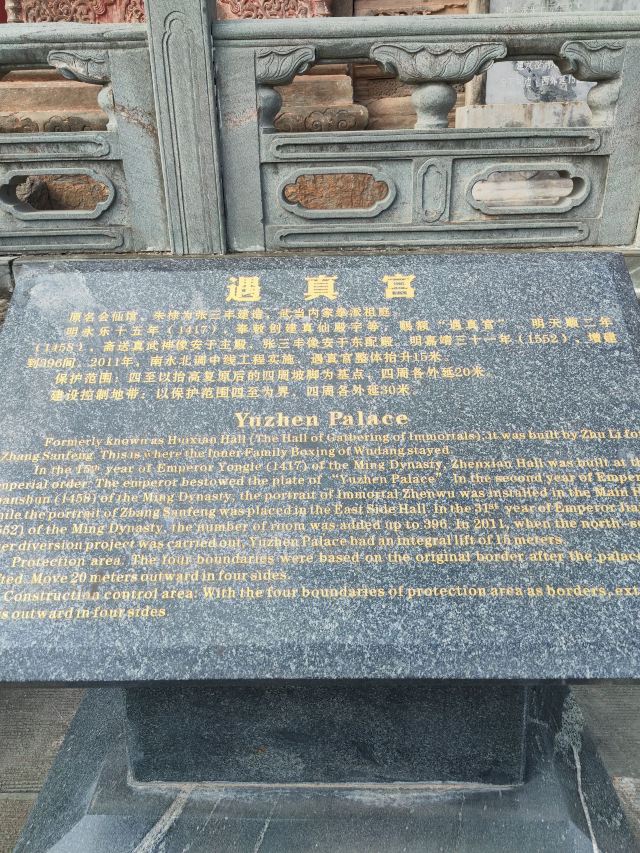 遇真宫
原名会仙馆，朱棣为张三丰建造，武当内家拳派祖庭。
明永乐十五年（1417），奉敕创建真仙殿宇等，赐额“遇真宫” 明天顺二年
（1458），斋送真武神像安于主殿，张三丰像安于东配殿。明嘉靖三十一年（1552），增建
到396间。2011年，南水北调中线工程实施，遇真宫整体抬升15米。
保护范围：四至以抬高复原后的四周坡脚为基点，四周各外延20米。
建设控制地带：以保护范围四至为界，四周各外延30米。
Yuzhen Palace
Formerly known as Huixian Hall (The Hall of Gathering of Immortals), it was built by Zhu Li for
Zhang Sanfeng. This is where the Inner Family Boxing of Wudang stayed.
In the 15th year of Emperor Yongle (1417) of the Ming Dynasty, Zhenxian Hall was built at the
imperial order. The emperor bestowed the plate of “Yuzhen Palace”. In the second year of Emper
anshun (1458) of the Ming Dynasty, the portrait of Immortal Zhenwu was installed in the Main
ile the portrait of Zhang Sanfeng was placed in the East Side Hall. In the 31st year of Emperor Jia
52) of the Ming Dynasty, the number of room was added up to 396. In 2011, when the north-s
er diversion project was carried out, Yuzhen Palace had an integral lift of 15 meters.
Protection area: The four boundaries were based on the original border after the palac
fted. Move 20 meters outward in four sides.
Construction control area: With the four boundaries of protection area as borders, ext
s outward in four sides